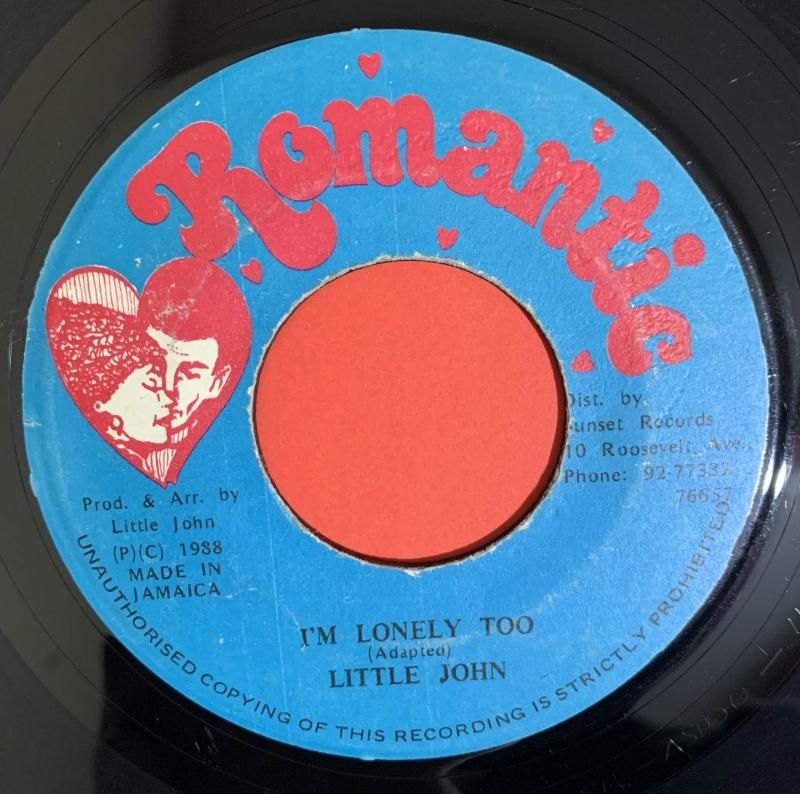 Romantic
Prod. & Arr. by
Little John
(P)(C) 1988
MADE IN
JAMAICA
Dist. by
Sunset Records
10 Roosevelt Ave.
Phone: 92-77332
76657
I'M LONELY TOO
(Adapted)
LITTLE JOHN
UNAUTHORISED COPYING OF THIS RECORDING IS STRICTLY PROHIBITED